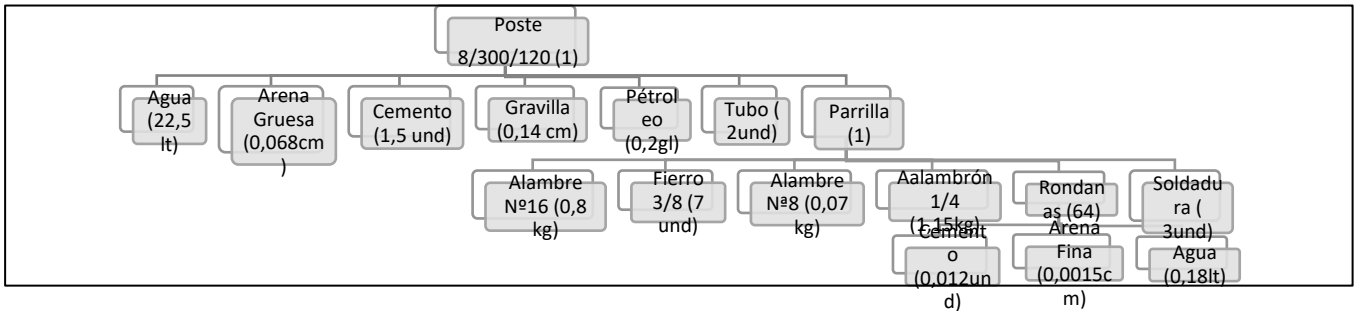 Poste
8/300/120 (1)
Agua
(22,5
lt)
Arena
Gruesa
(0,068cm
)
Cemento
(1,5 und)
Gravilla
(0,14 cm)
Pétrol
eo
(0,2gl)
Tubo (
2und)
Parrilla
(1)
Alambre
Nº16 (0,8
kg)
Fierro
3/8 (7
und)
Alambre
Nª8 (0,07
kg)
Aalambrón
1/4
(1,15kg)
Rondan
as (64)
Soldadu
ra (
3und)
Cement
o
(0,012un
d)
Arena
Fina
(0,0015c
m)
Agua
(0,18lt)